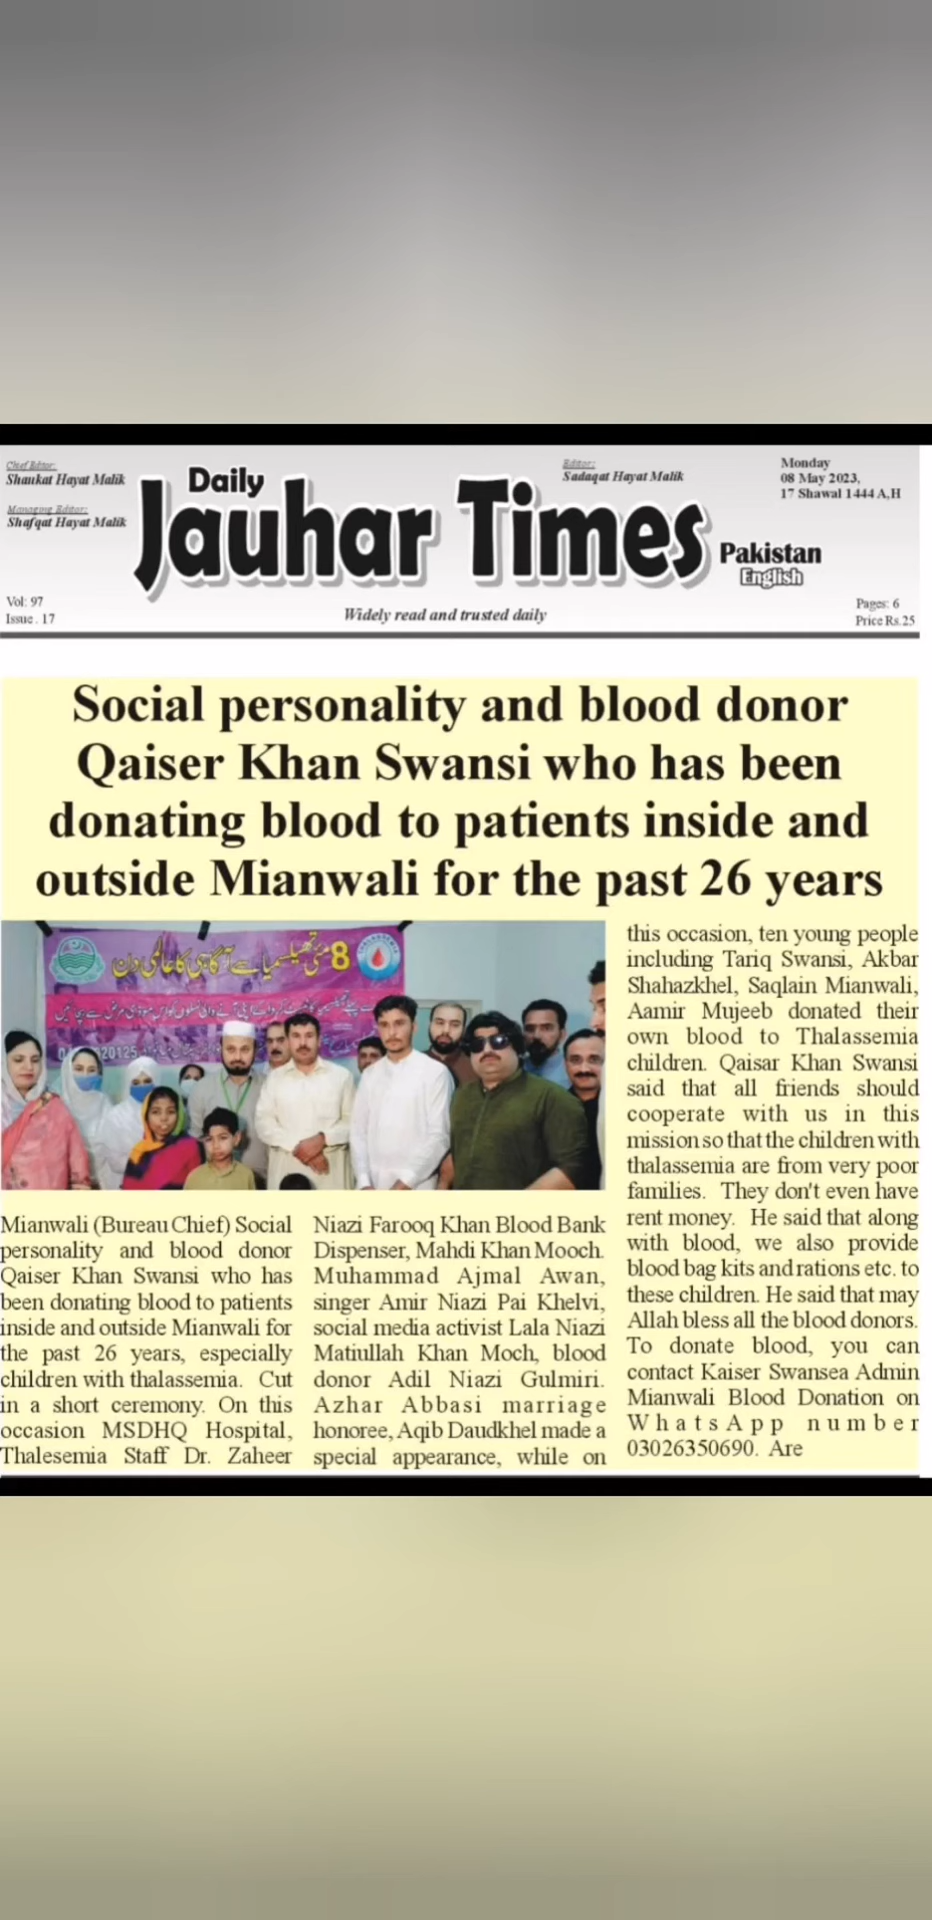 Chief Editor:
Shaukat Hayat Malik
Managing Editor:
Shafqat Hayat Malik
Vol: 97
Issue . 17
Daily
Jauhar Times
Pakistan
English
Widely read and trusted daily
Editor:
Sadaqat Hayat Malik
Monday
08 May 2023,
17 Shawal 1444 A,H
Pages: 6
Price Rs.25
Social personality and blood donor
Qaiser Khan Swansi who has been
donating blood to patients inside and
outside Mianwali for the past 26 years
8 مئی تھیلیسیمیا سے آگاہی کا عالمی دن
20125
Mianwali (Bureau Chief) Social
personality and blood donor
Qaiser Khan Swansi who has
been donating blood to patients
inside and outside Mianwali for
the past 26 years, especially
children with thalassemia. Cut
in a short ceremony. On this
occasion MSDHQ Hospital,
Thalesemia Staff Dr. Zaheer
Niazi Farooq Khan Blood Bank
Dispenser, Mahdi Khan Mooch.
Muhammad Ajmal Awan,
singer Amir Niazi Pai Khelvi,
social media activist Lala Niazi
Matiullah Khan Moch, blood
donor Adil Niazi Gulmiri.
Azhar Abbasi marriage
honoree, Aqib Daudkhel made a
special appearance, while on
this occasion, ten young people
including Tariq Swansi, Akbar
Shahazkhel, Saqlain Mianwali,
Aamir Mujeeb donated their
own blood to Thalassemia
children. Qaisar Khan Swansi
said that all friends should
cooperate with us in this
mission so that the children with
thalassemia are from very poor
families. They don't even have
rent money. He said that along
with blood, we also provide
blood bag kits and rations etc. to
these children. He said that may
Allah bless all the blood donors.
To donate blood, you can
contact Kaiser Swansea Admin
Mianwali Blood Donation on
WhatsApp number
03026350690. Are